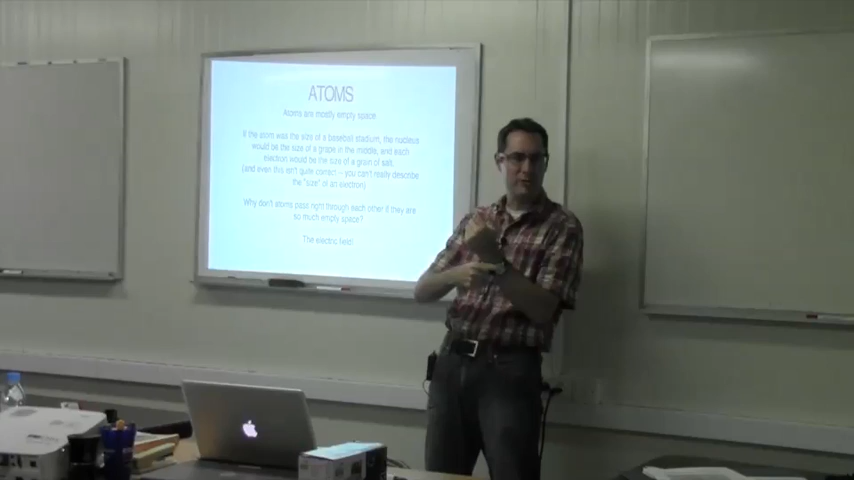 ATOMS
Atoms are mostly empty space
If the atom was the size of a baseball stadium, the nucleus
would be the size of a grape in the middle, and each
electron would be the size of a grain of salt.
(and even this isn't quite correct -- you can't really describe
the "size" of an electron)
Why don't atoms pass right through each other if they are
so much empty space?
The electric field!